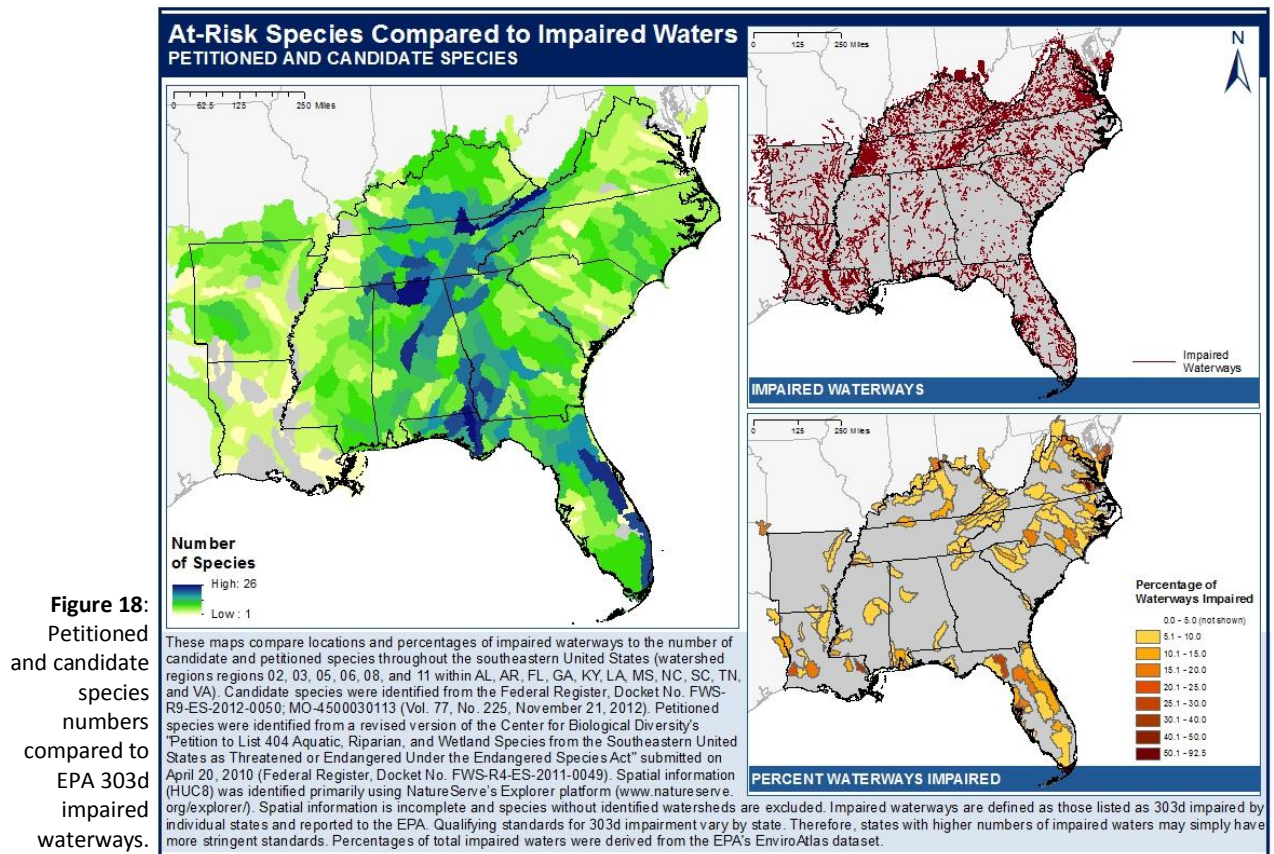 At-Risk Species Compared to Impaired Waters
PETITIONED AND CANDIDATE SPECIES
0 62.5 125 250 Miles
Number
of Species
High: 26
Low : 1
0 125 250 Miles
N
Impaired
Waterways
IMPAIRED WATERWAYS
0 125 250 Miles
Percentage of
Waterways Impaired
0.0 - 5.0 (not shown)
5.1 - 10.0
10.1 - 15.0
15.1 - 20.0
20.1 - 25.0
25.1 - 30.0
30.1 - 40.0
40.1 - 50.0
50.1 - 92.5
PERCENT WATERWAYS IMPAIRED
These maps compare locations and percentages of impaired waterways to the number of
candidate and petitioned species throughout the southeastern United States (watershed
regions regions 02, 03, 05, 06, 08, and 11 within AL, AR, FL, GA, KY, LA, MS, NC, SC, TN,
and VA). Candidate species were identified from the Federal Register, Docket No. FWS-
R9-ES-2012-0050; MO-4500030113 (Vol. 77, No. 225, November 21, 2012). Petitioned
species were identified from a revised version of the Center for Biological Diversity's
"Petition to List 404 Aquatic, Riparian, and Wetland Species from the Southeastern United
States as Threatened or Endangered Under the Endangered Species Act" submitted on
April 20, 2010 (Federal Register, Docket No. FWS-R4-ES-2011-0049). Spatial information
(HUC8) was identified primarily using NatureServe's Explorer platform (www.natureserve.
org/explorer/). Spatial information is incomplete and species without identified watersheds are excluded. Impaired waterways are defined as those listed as 303d impaired by
individual states and reported to the EPA. Qualifying standards for 303d impairment vary by state. Therefore, states with higher numbers of impaired waters may simply have
more stringent standards. Percentages of total impaired waters were derived from the EPA's EnviroAtlas dataset.
Figure 18:
Petitioned
and candidate
species
numbers
compared to
EPA 303d
impaired
waterways.